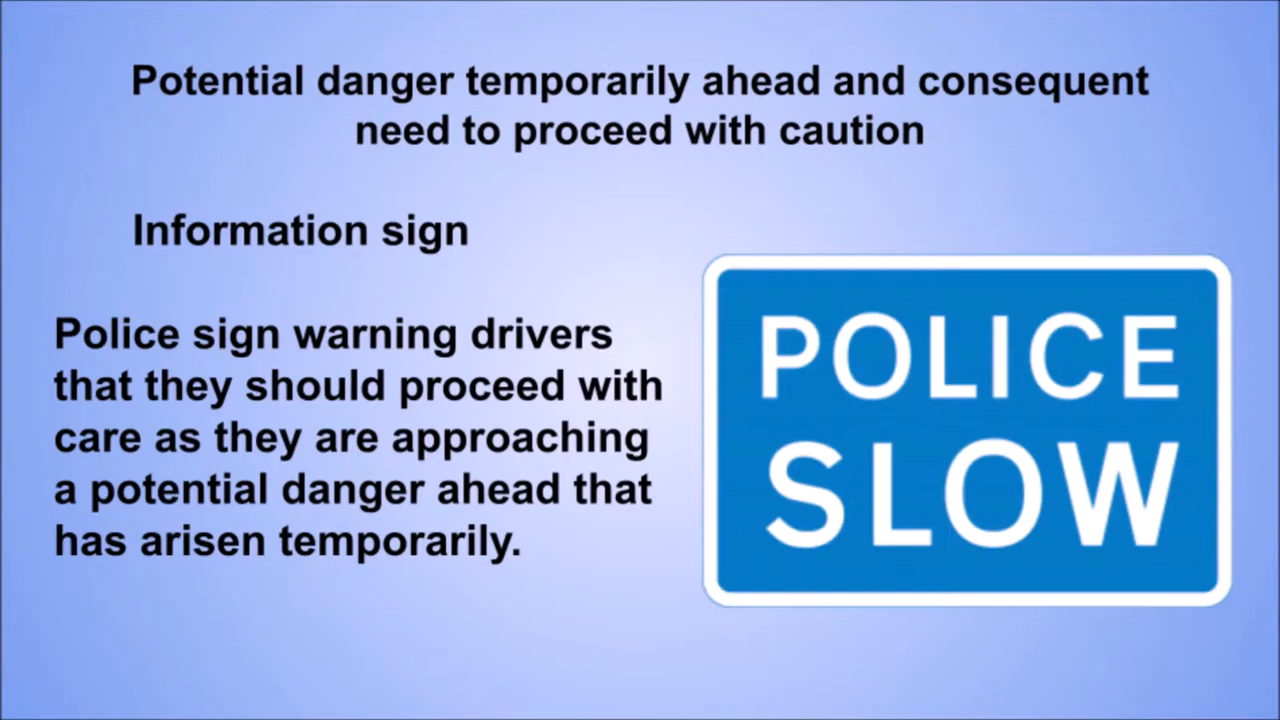 Potential danger temporarily ahead and consequent
need to proceed with caution
Information sign
Police sign warning drivers
that they should proceed with
care as they are approaching
a potential danger ahead that
has arisen temporarily.
POLICE
SLOW